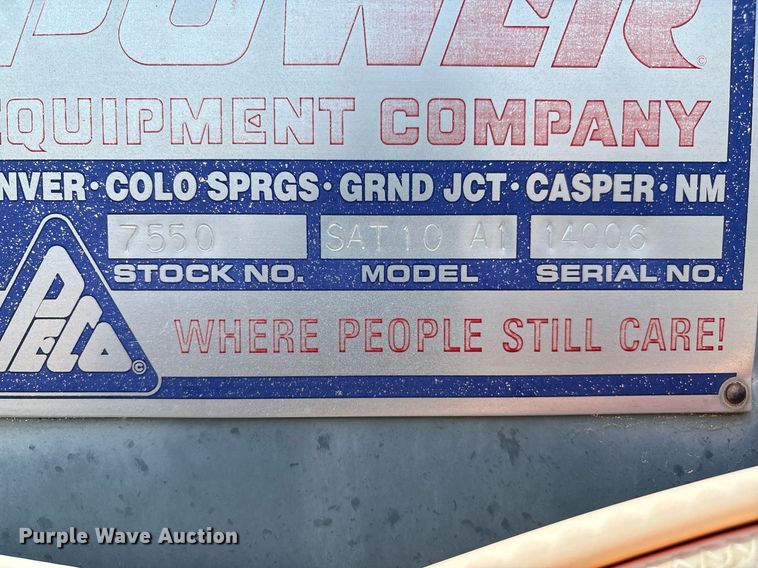 POWER ©
EQUIPMENT COMPANY
NVER · COLO SPRGS · GRND JCT · CASPER · NM
7550 SAT10 A1 14006
STOCK NO. MODEL SERIAL NO.
PECO ©
WHERE PEOPLE STILL CARE!
Purple Wave Auction